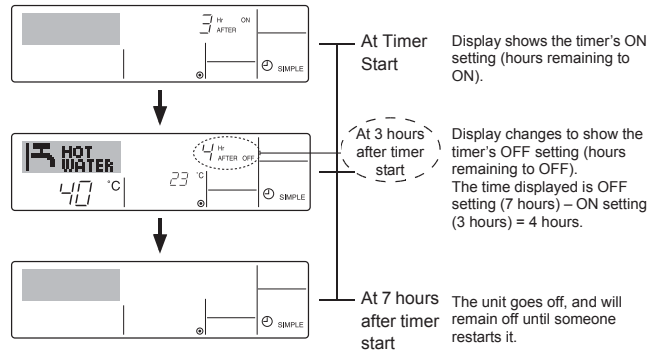 3 Hr ON
AFTER
SIMPLE
At Timer
Start
Display shows the timer's ON
setting (hours remaining to
ON).
HOT
WATER
40 °C
4 Hr
AFTER OFF
23 °C
SIMPLE
At 3 hours
after timer
start
Display changes to show the
timer's OFF setting (hours
remaining to OFF).
The time displayed is OFF
setting (7 hours) – ON setting
(3 hours) = 4 hours.
SIMPLE
At 7 hours
after timer
start
The unit goes off, and will
remain off until someone
restarts it.